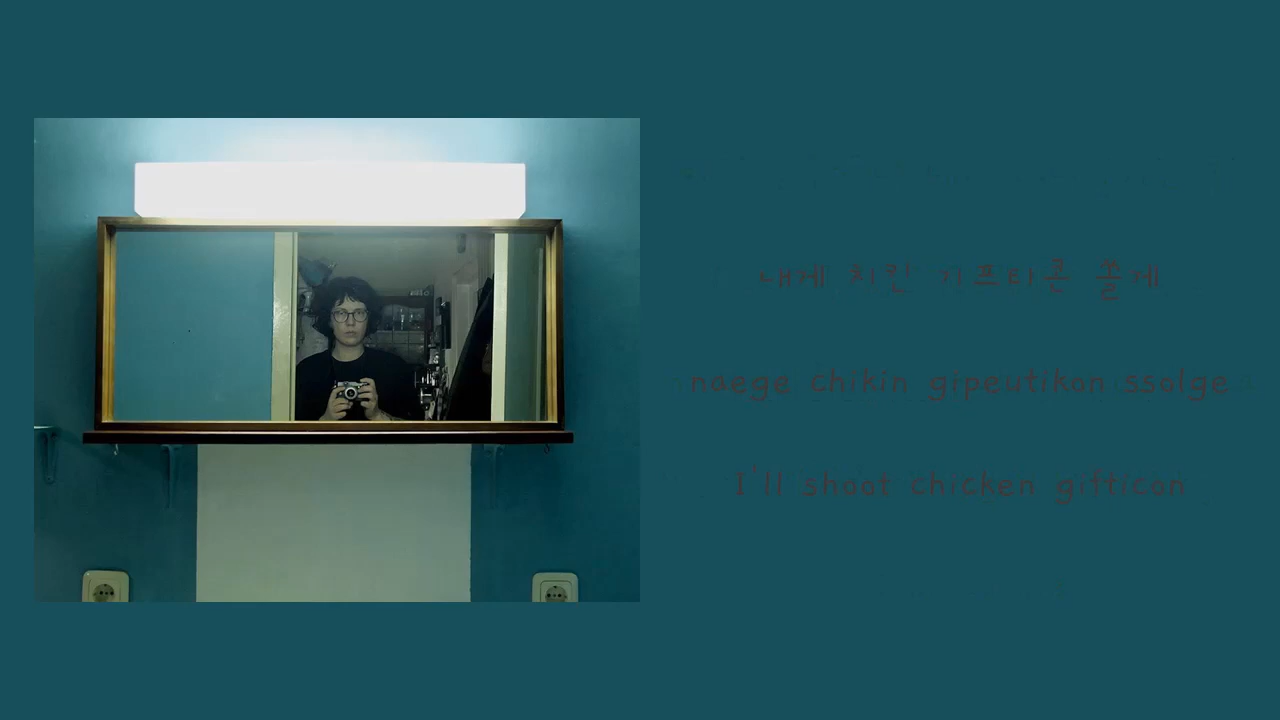 내게 치킨 기프티콘 쏠게
naege chikin gipeutikon ssolge
I'll shoot chicken gifticon